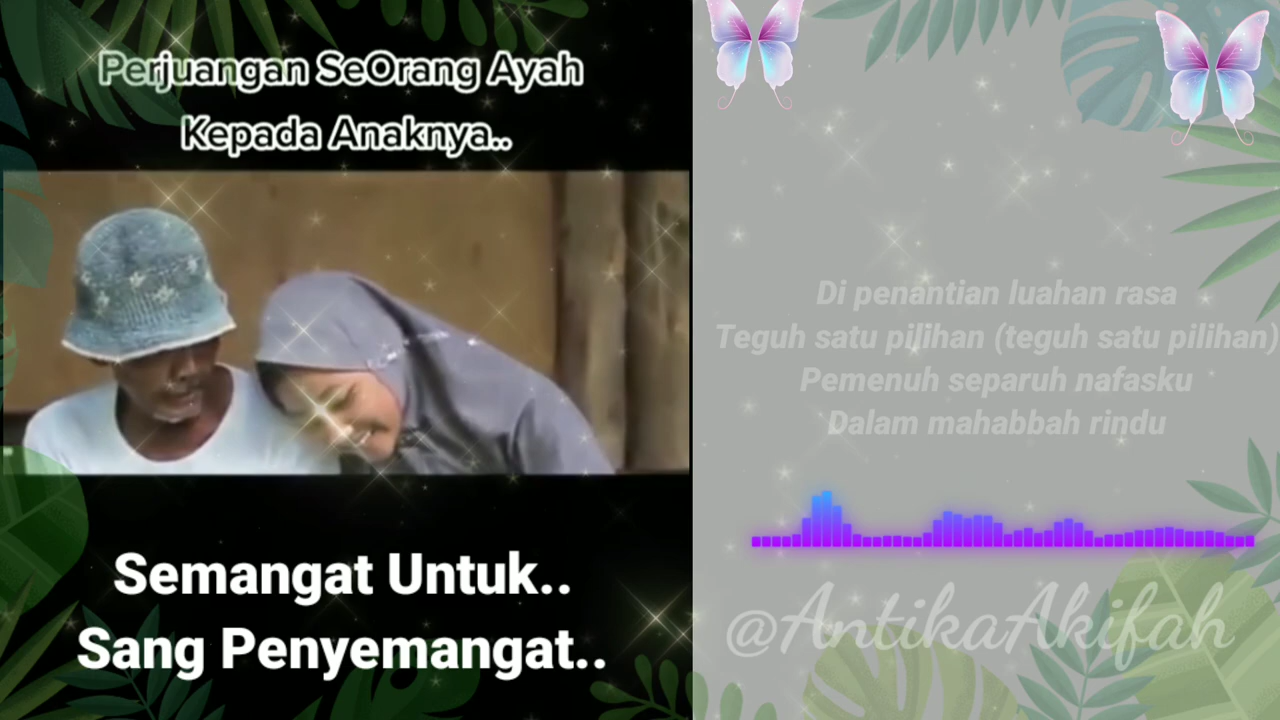 Perjuangan SeOrang Ayah
Kepada Anaknya..
Semangat Untuk..
Sang Penyemangat..
Di penantian luahan rasa
Teguh satu pilihan (teguh satu pilihan)
Pemenuh separuh nafasku
Dalam mahabbah rindu
@AntikaAkifah